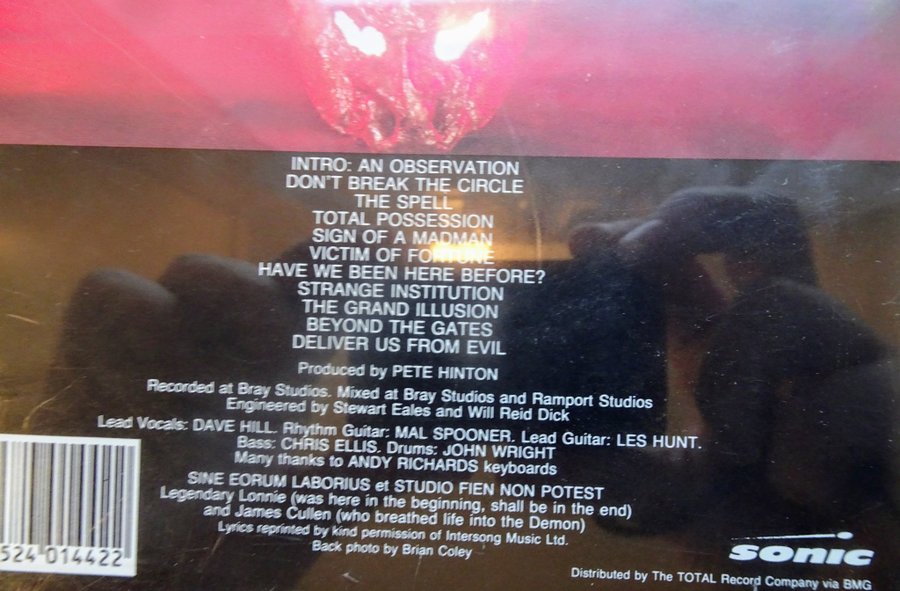 INTRO: AN OBSERVATION
DON'T BREAK THE CIRCLE
THE SPELL
TOTAL POSSESSION
SIGN OF A MADMAN
VICTIM OF FORTUNE
HAVE WE BEEN HERE BEFORE?
STRANGE INSTITUTION
THE GRAND ILLUSION
BEYOND THE GATES
DELIVER US FROM EVIL
Produced by PETE HINTON
Recorded at Bray Studios. Mixed at Bray Studios and Ramport Studios
Engineered by Stewart Eales and Will Reid Dick
Lead Vocals: DAVE HILL. Rhythm Guitar: MAL SPOONER. Lead Guitar: LES HUNT.
Bass: CHRIS ELLIS. Drums: JOHN WRIGHT
Many thanks to ANDY RICHARDS keyboards
SINE EORUM LABORIUS et STUDIO FIEN NON POTEST
Legendary Lonnie (was here in the beginning, shall be in the end)
and James Cullen (who breathed life into the Demon)
Lyrics reprinted by kind permission of Intersong Music Ltd.
Back photo by Brian Coley
524 014422
sonic
Distributed by The TOTAL Record Company via BMG